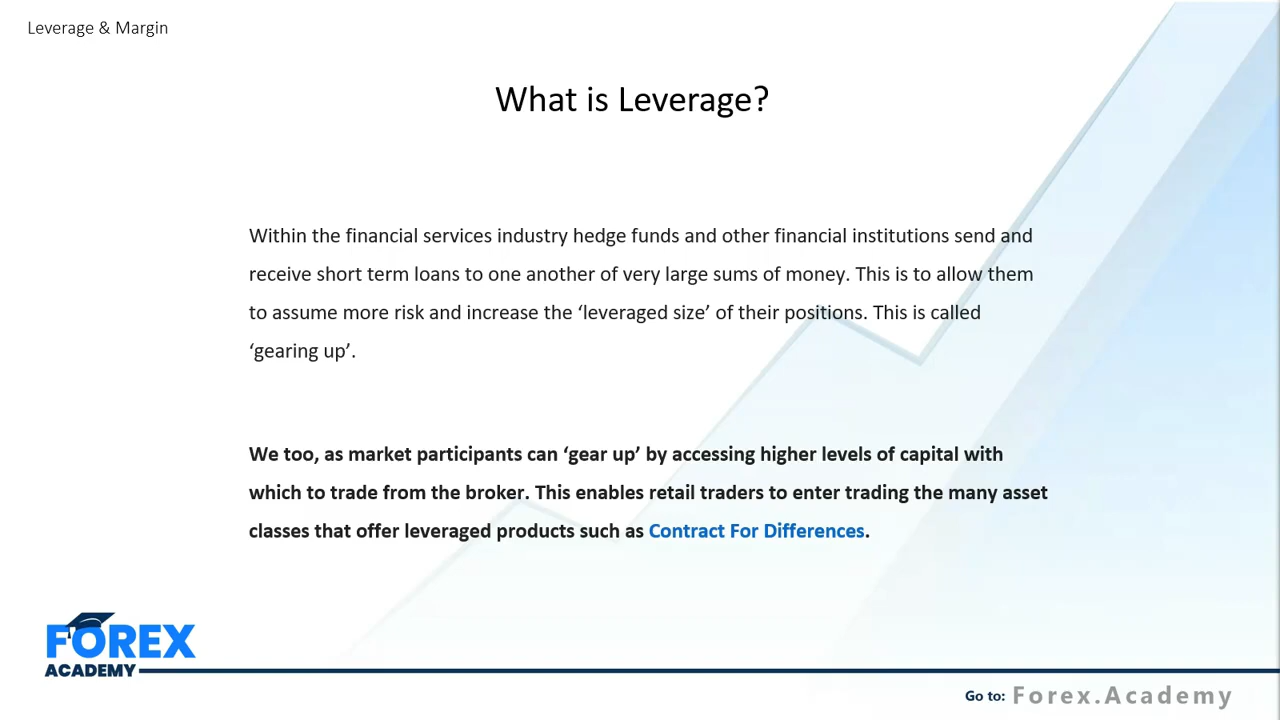 Leverage & Margin
What is Leverage?
Within the financial services industry hedge funds and other financial institutions send and
receive short term loans to one another of very large sums of money. This is to allow them
to assume more risk and increase the ‘leveraged size’ of their positions. This is called
‘gearing up’.
We too, as market participants can ‘gear up’ by accessing higher levels of capital with
which to trade from the broker. This enables retail traders to enter trading the many asset
classes that offer leveraged products such as Contract For Differences.
FOREX
ACADEMY
Go to: Forex.Academy